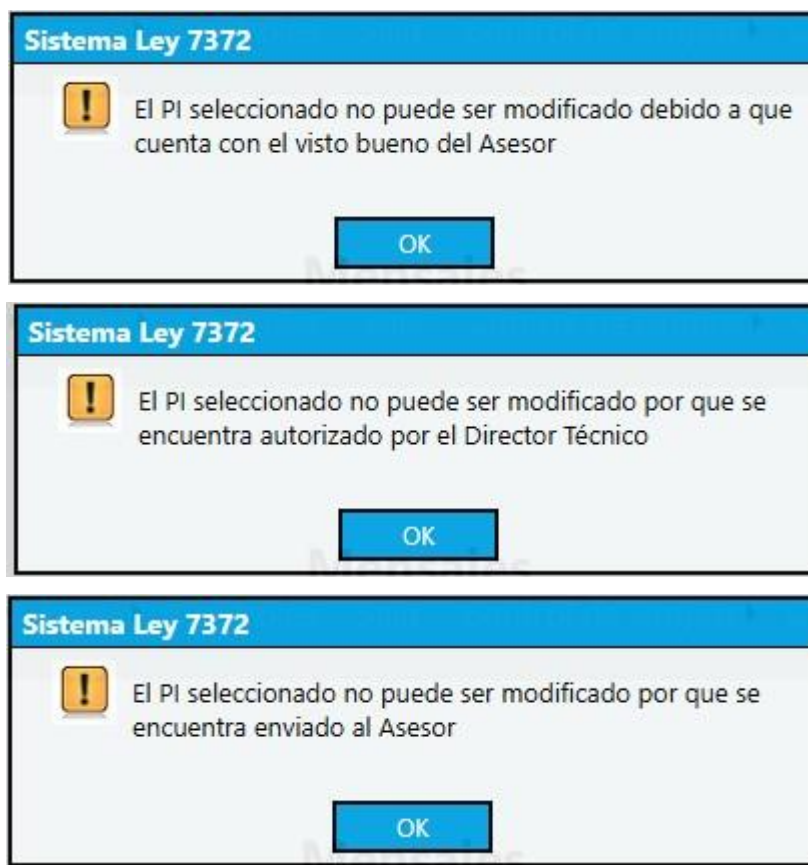 Sistema Ley 7372
El PI seleccionado no puede ser modificado debido a que
cuenta con el visto bueno del Asesor
OK
Mensajes
Sistema Ley 7372
El PI seleccionado no puede ser modificado por que se
encuentra autorizado por el Director Técnico
OK
Mensajes
Sistema Ley 7372
El PI seleccionado no puede ser modificado por que se
encuentra enviado al Asesor
OK
Mensajes